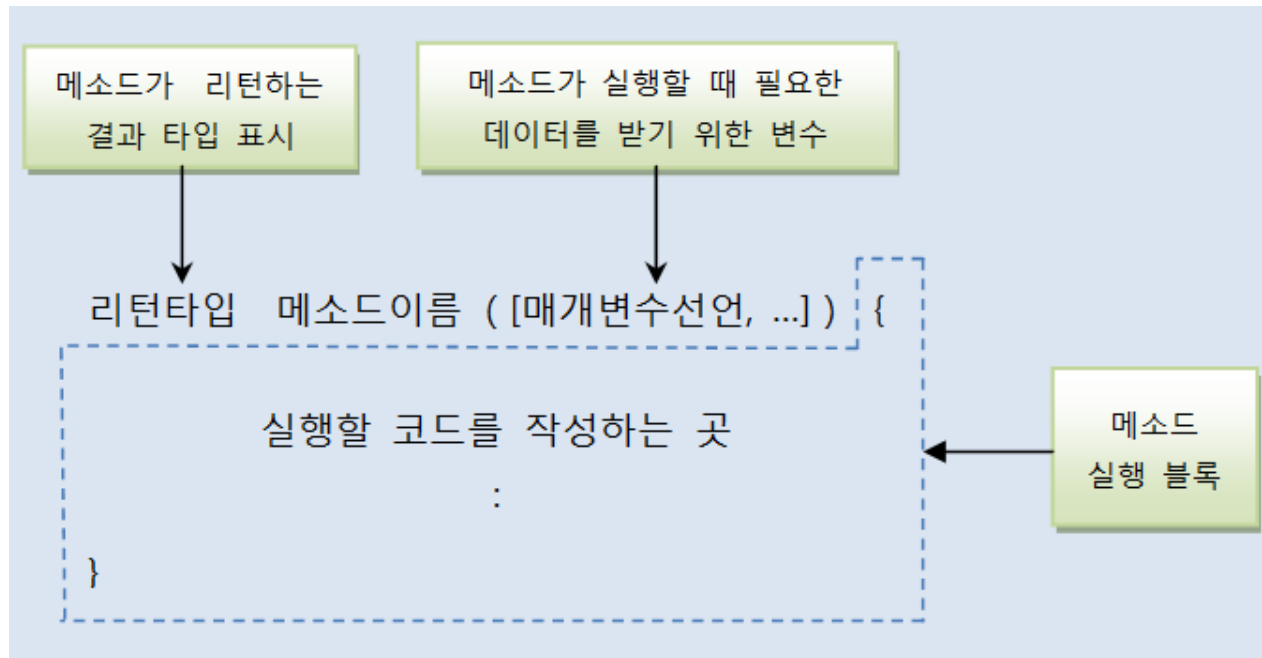 메소드가 리턴하는
결과 타입 표시
메소드가 실행할 때 필요한
데이터를 받기 위한 변수
리턴타입 메소드이름 ( [매개변수선언, ...] ) {
실행할 코드를 작성하는 곳
:
}
메소드
실행 블록